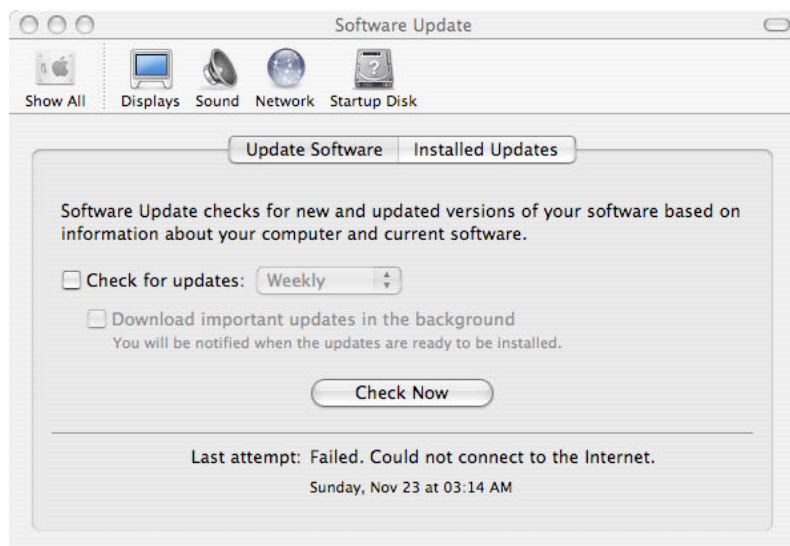 Software Update
Show All Displays Sound Network Startup Disk
Update Software Installed Updates
Software Update checks for new and updated versions of your software based on
information about your computer and current software.
Check for updates: Weekly
Download important updates in the background
You will be notified when the updates are ready to be installed.
Check Now
Last attempt: Failed. Could not connect to the Internet.
Sunday, Nov 23 at 03:14 AM